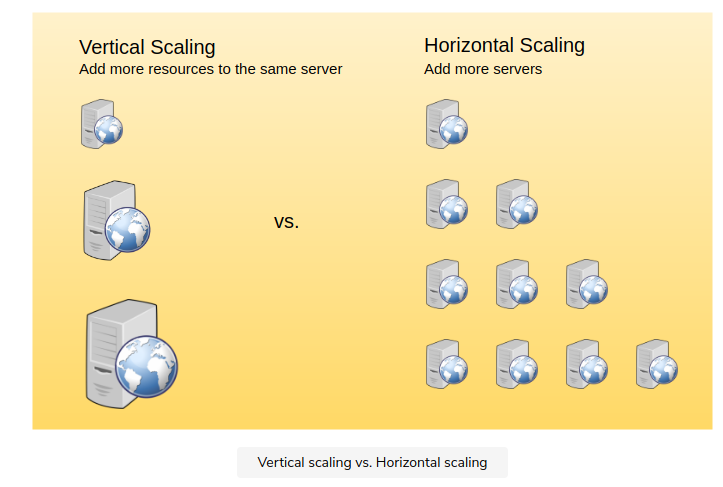 Vertical Scaling
Add more resources to the same server
Horizontal Scaling
Add more servers
vs.
Vertical scaling vs. Horizontal scaling